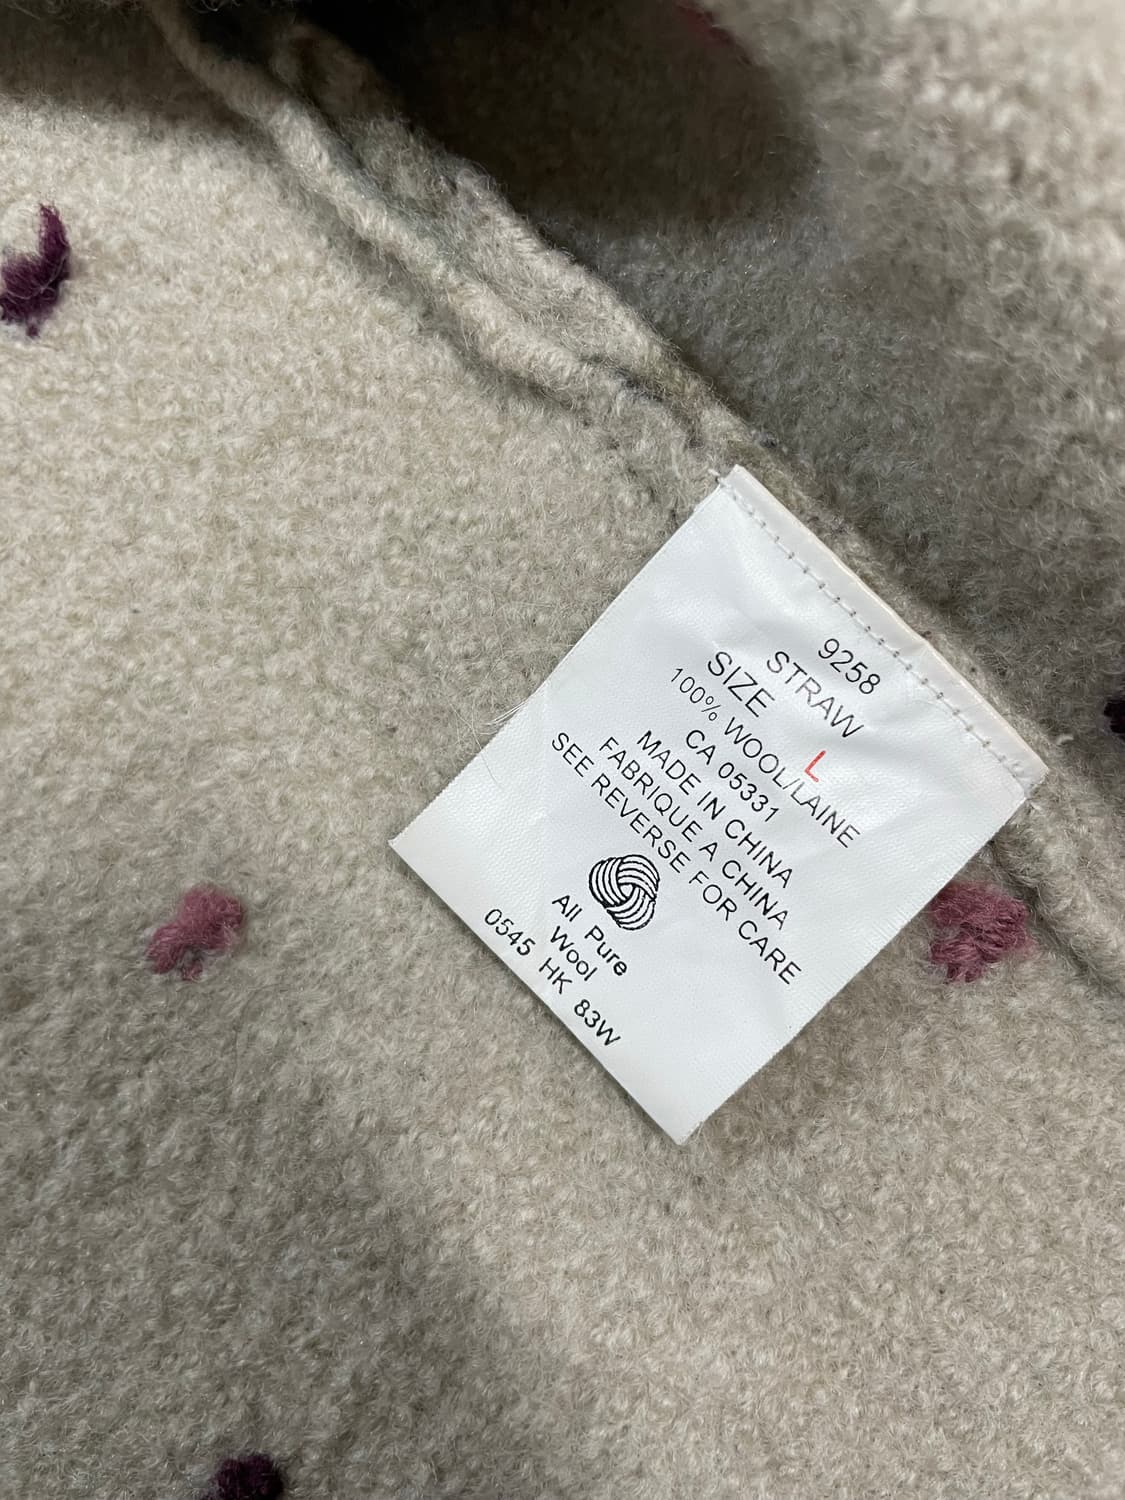 9258
STRAW
SIZE L
100% WOOL/LAINE
CA 05331
MADE IN CHINA
FABRIQUE A CHINA
SEE REVERSE FOR CARE
All Pure
Wool
0545 HK 83W